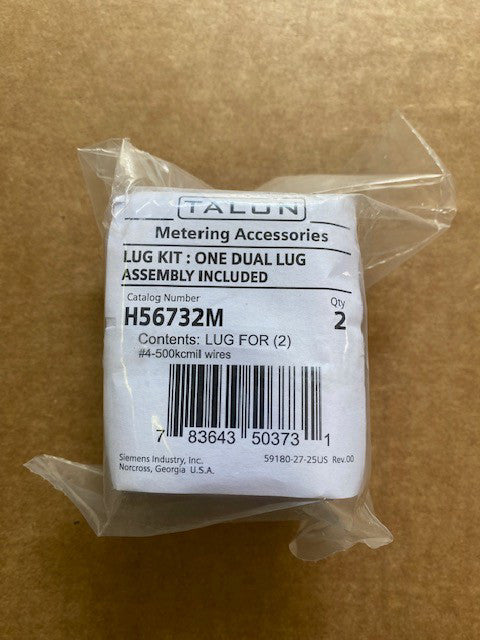 TALON
Metering Accessories
LUG KIT : ONE DUAL LUG
ASSEMBLY INCLUDED
Catalog Number
Qty
H56732M
2
Contents: LUG FOR (2)
#4-500kcmil wires
7 83643 50373 1
Siemens Industry, Inc.
59180-27-25US Rev.00
Norcross, Georgia U.S.A.